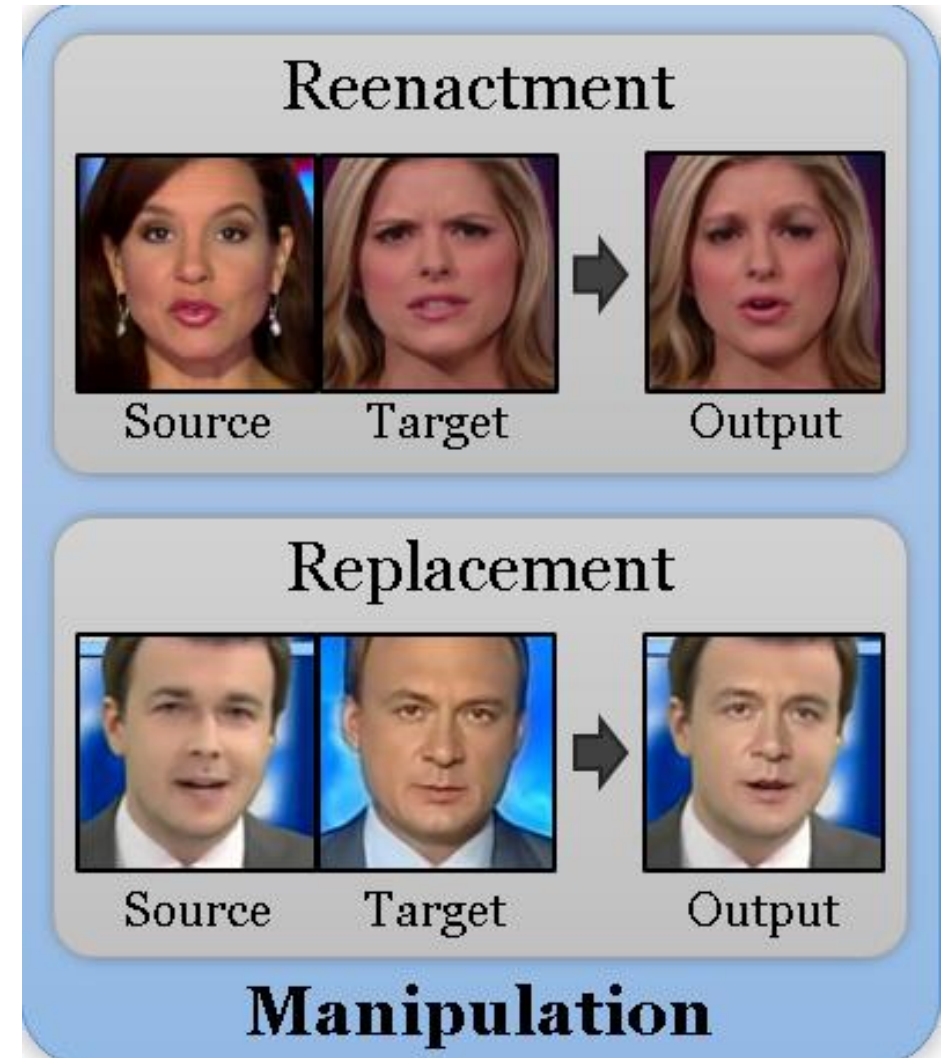 Reenactment
Source Target Output
Replacement
Source Target Output
Manipulation